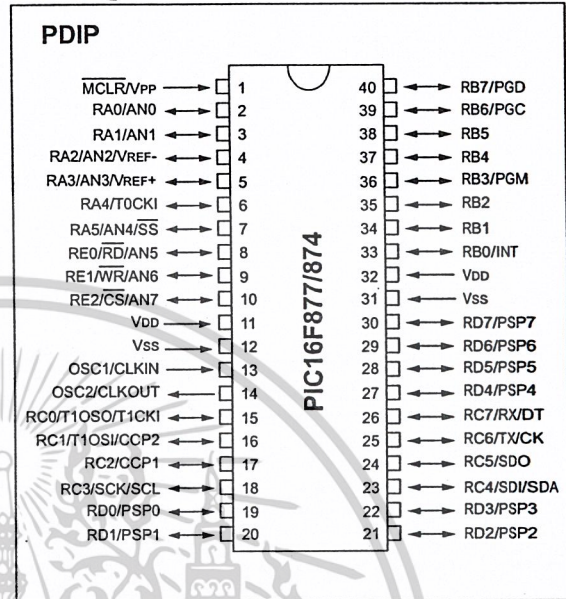 PDIP
MCLR/VPP 1 40 RB7/PGD
RA0/AN0 2 39 RB6/PGC
RA1/AN1 3 38 RB5
RA2/AN2/VREF- 4 37 RB4
RA3/AN3/VREF+ 5 36 RB3/PGM
RA4/T0CKI 6 35 RB2
RA5/AN4/SS 7 34 RB1
RE0/RD/AN5 8 33 RB0/INT
RE1/WR/AN6 9 32 VDD
RE2/CS/AN7 10 31 VSS
VDD 11 30 RD7/PSP7
VSS 12 29 RD6/PSP6
OSC1/CLKIN 13 28 RD5/PSP5
OSC2/CLKOUT 14 27 RD4/PSP4
RC0/T1OSO/T1CKI 15 26 RC7/RX/DT
RC1/T1OSI/CCP2 16 25 RC6/TX/CK
RC2/CCP1 17 24 RC5/SDO
RC3/SCK/SCL 18 23 RC4/SDI/SDA
RD0/PSP0 19 22 RD3/PSP3
RD1/PSP1 20 21 RD2/PSP2
PIC16F877/874